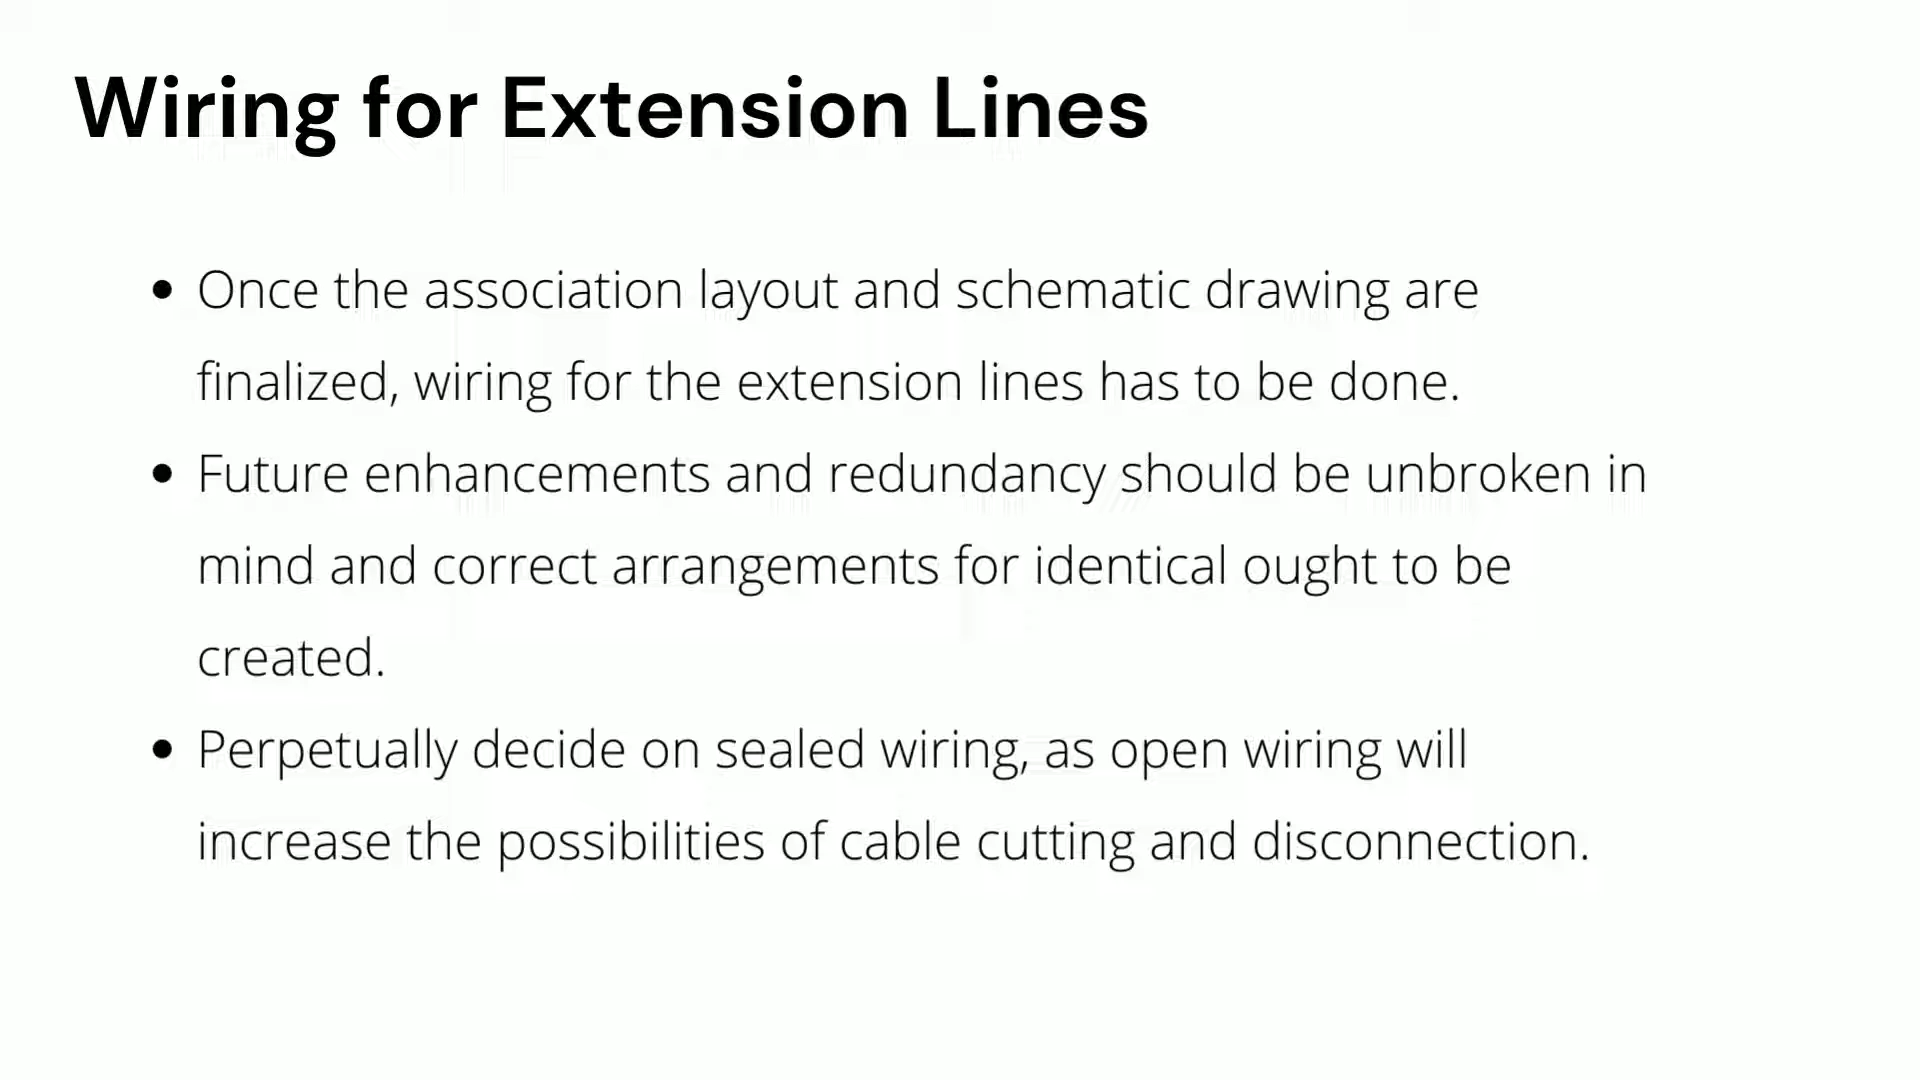 Wiring for Extension Lines
• Once the association layout and schematic drawing are
finalized, wiring for the extension lines has to be done.
• Future enhancements and redundancy should be unbroken in
mind and correct arrangements for identical ought to be
created.
• Perpetually decide on sealed wiring, as open wiring will
increase the possibilities of cable cutting and disconnection.